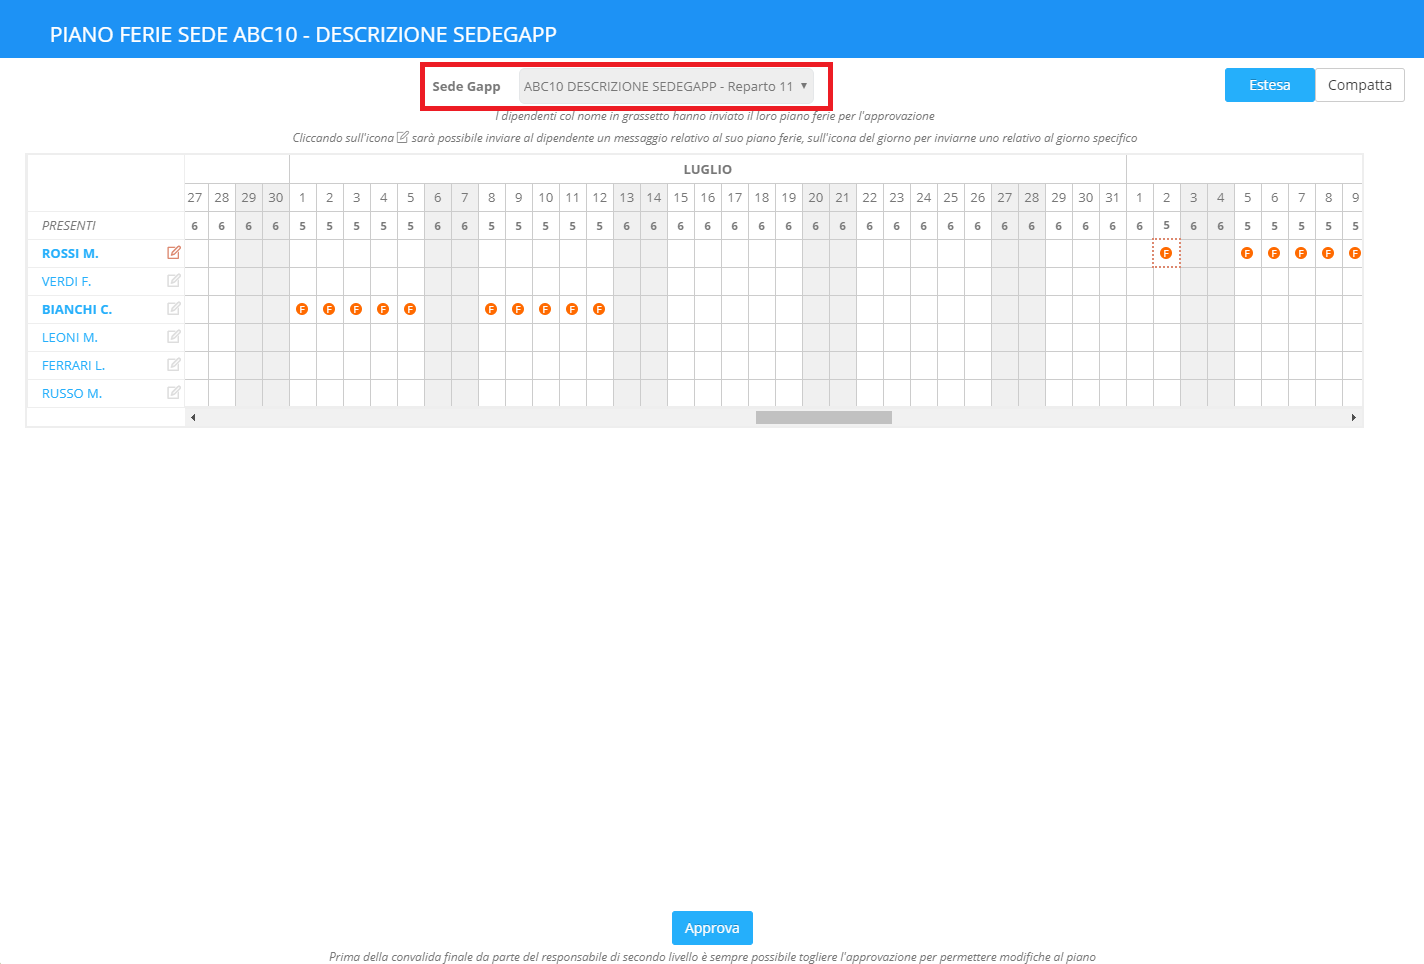 PIANO FERIE SEDE ABC10 - DESCRIZIONE SEDEGAPP
Sede Gapp ABC10 DESCRIZIONE SEDEGAPP - Reparto 11
Estesa Compatta
I dipendenti col nome in grassetto hanno inviato il loro piano ferie per l'approvazione
Cliccando sull'icona sarà possibile inviare al dipendente un messaggio relativo al suo piano ferie, sull'icona del giorno per inviarne uno relativo al giorno specifico
LUGLIO
27 28 29 30 1 2 3 4 5 6 7 8 9 10 11 12 13 14 15 16 17 18 19 20 21 22 23 24 25 26 27 28 29 30 31 1 2 3 4 5 6 7 8 9
PRESENTI 6 6 6 6 5 5 5 5 5 6 6 5 5 5 5 5 6 6 6 6 6 6 6 6 6 6 6 6 6 6 6 6 6 6 6 6 5 6 6 5 5 5 5 5
ROSSI M. F F F F F F
VERDI F.
BIANCHI C. F F F F F F F F F F
LEONI M.
FERRARI L.
RUSSO M.
Approva
Prima della convalida finale da parte del responsabile di secondo livello è sempre possibile togliere l'approvazione per permettere modifiche al piano